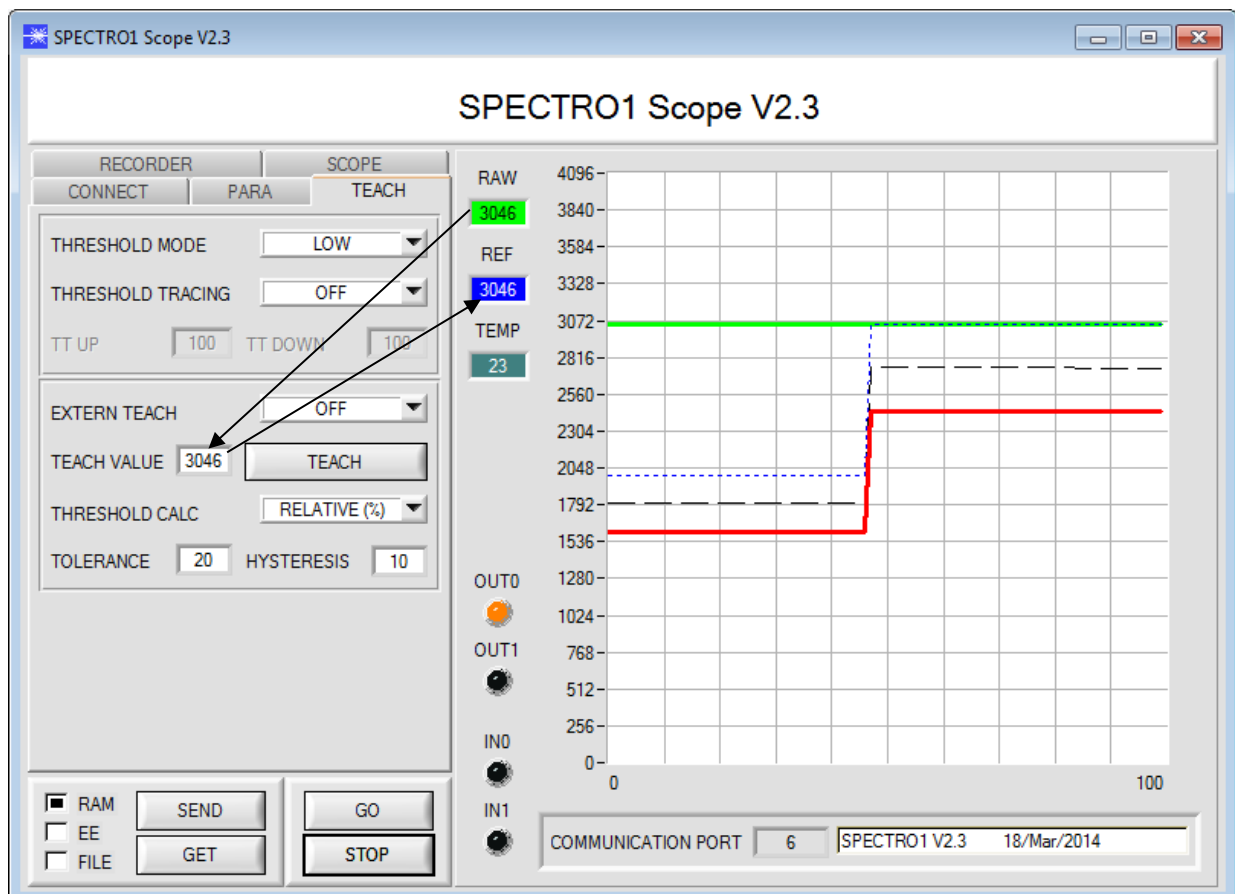 SPECTRO1 Scope V2.3
SPECTRO1 Scope V2.3
RECORDER SCOPE
CONNECT PARA TEACH
THRESHOLD MODE LOW
THRESHOLD TRACING OFF
TT UP 100 TT DOWN 100
EXTERN TEACH OFF
TEACH VALUE 3046 TEACH
THRESHOLD CALC RELATIVE (%)
TOLERANCE 20 HYSTERESIS 10
RAM
EE
FILE
SEND
GET
GO
STOP
RAW
3046
REF
3046
TEMP
23
OUT0
OUT1
IN0
IN1
4096
3840
3584
3328
3072
2816
2560
2304
2048
1792
1536
1280
1024
768
512
256
0
0 100
COMMUNICATION PORT 6 SPECTRO1 V2.3 18/Mar/2014